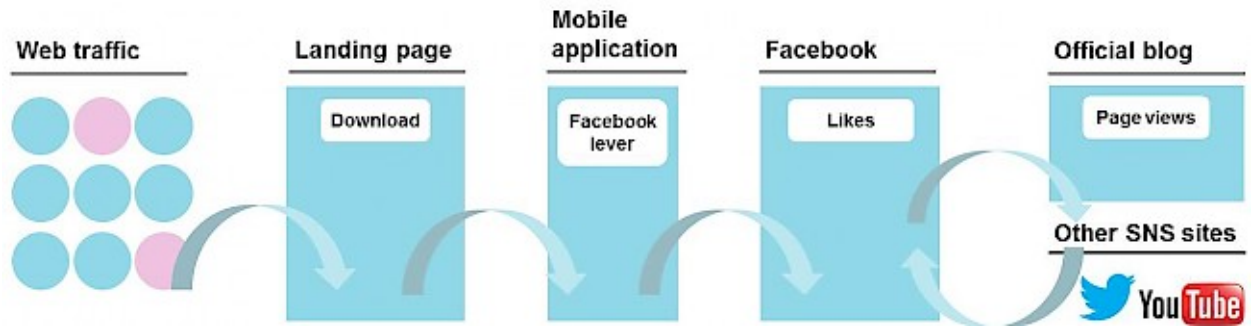 Web traffic
Landing page
Mobile
application
Facebook
Official blog
Download
Facebook
lever
Likes
Page views
Other SNS sites
YouTube